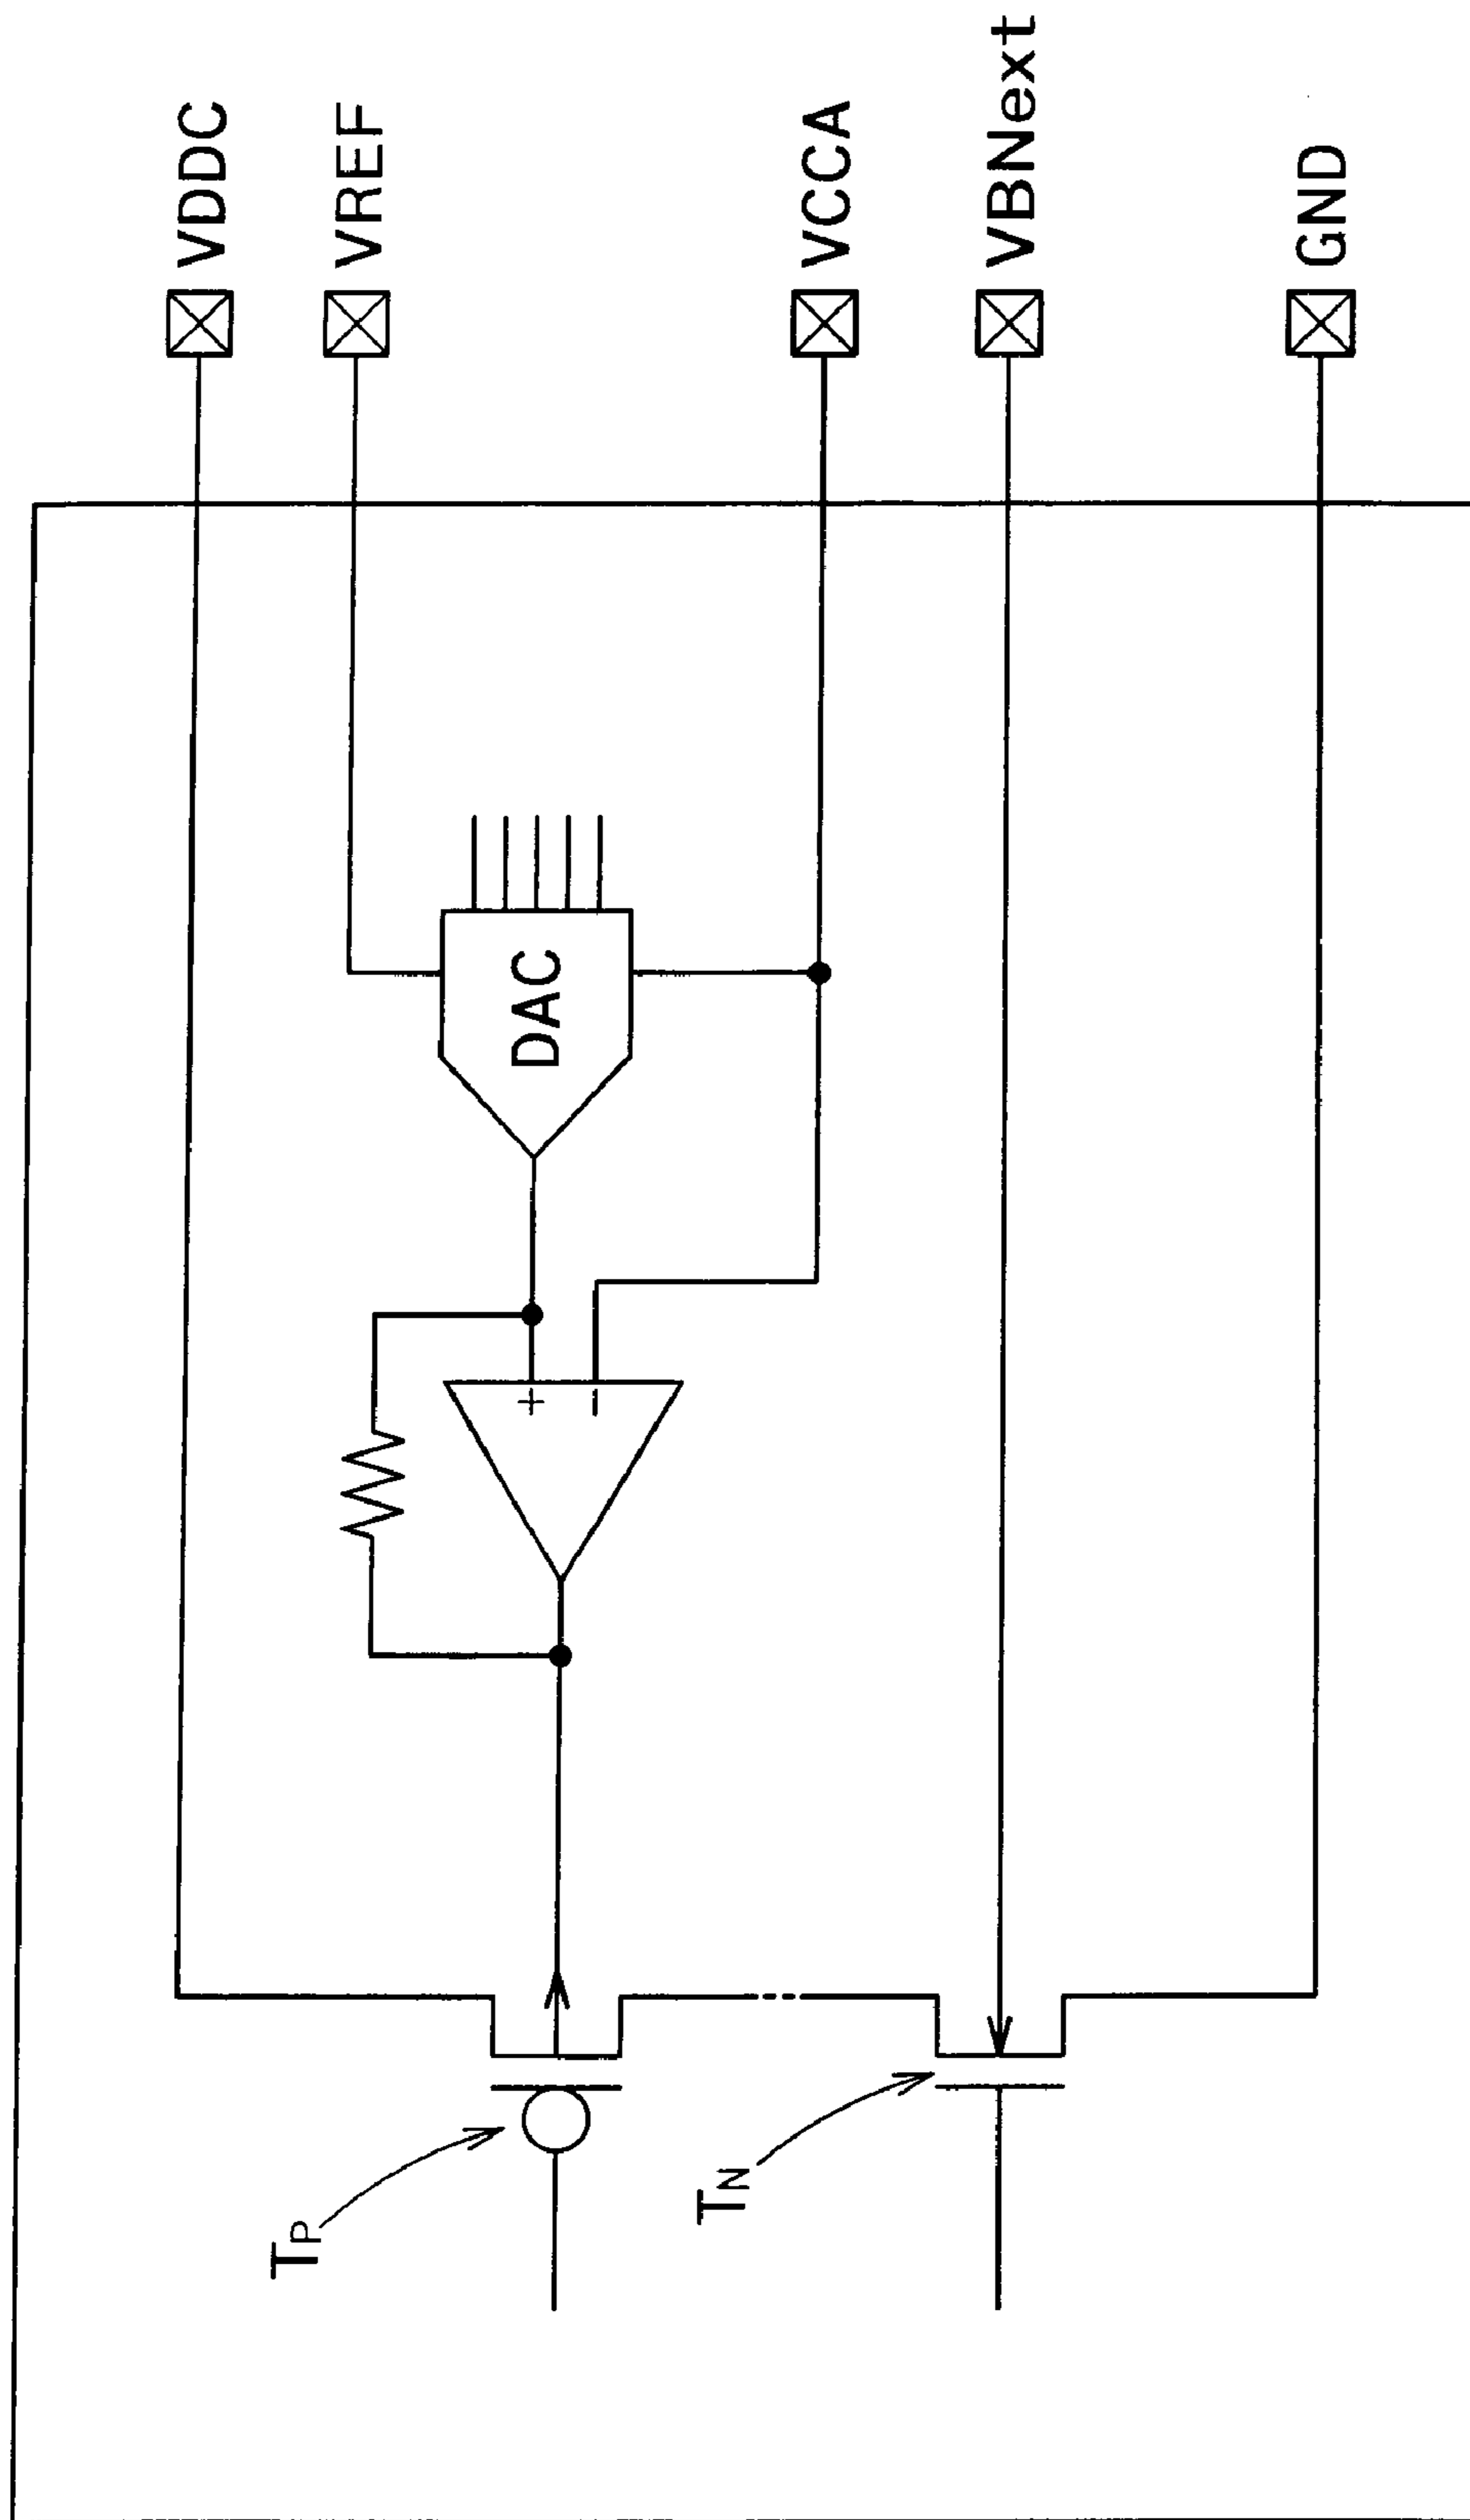 VDDC
VREF
VCCA
VBNext
GND
DAC
+
−
TP
TN